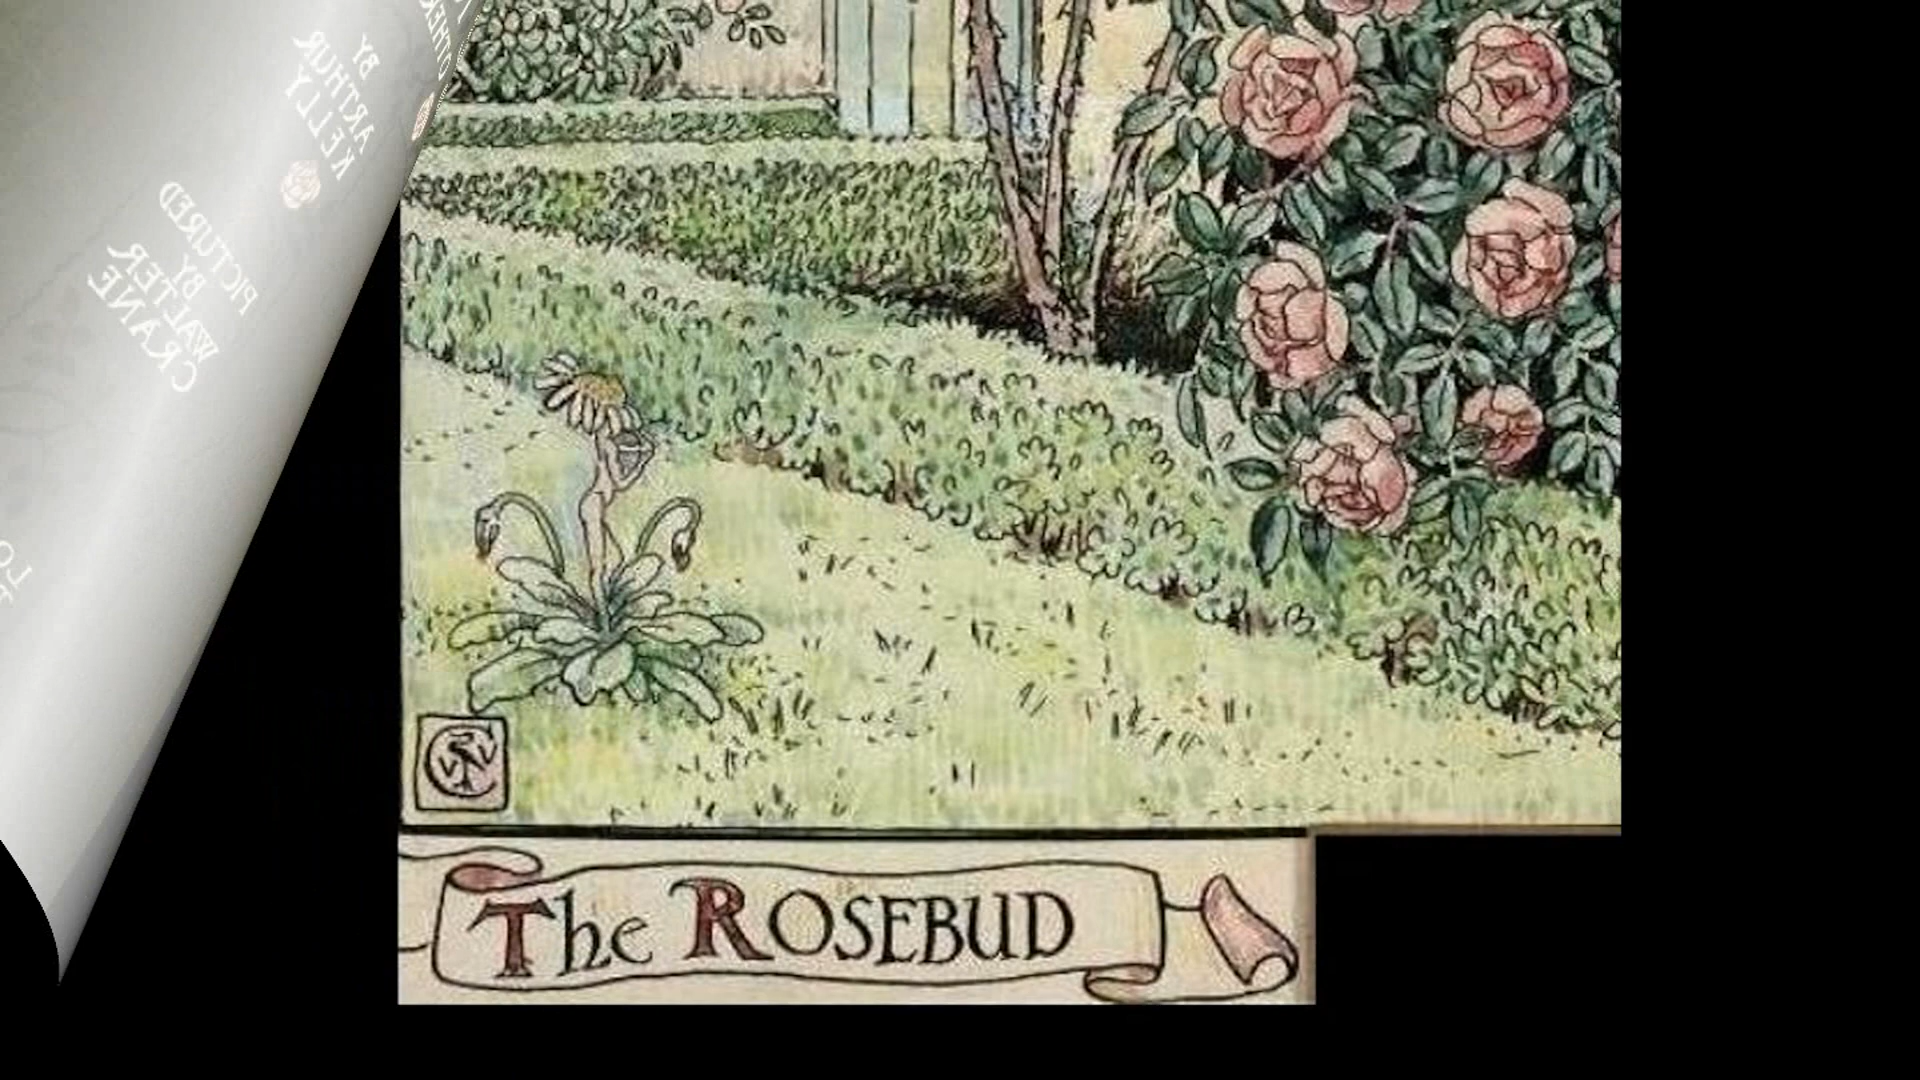 BY
ARTHUR
KELLY
PICTURED
BY
WALTER
CRANE
The ROSEBUD